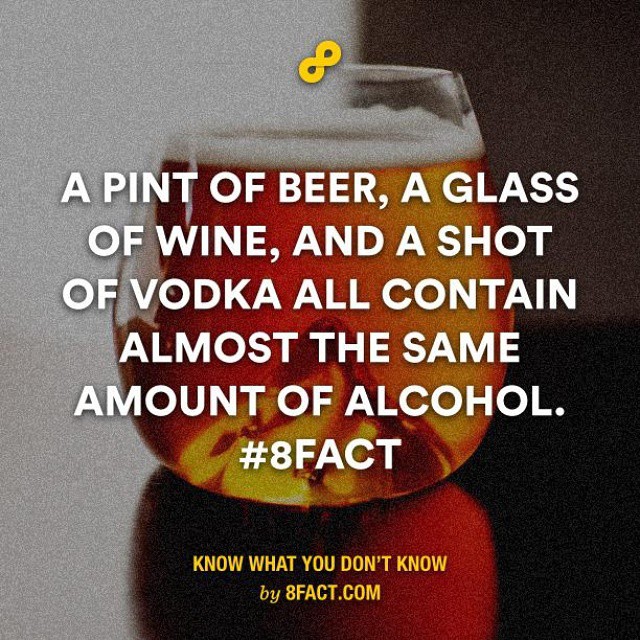 A PINT OF BEER, A GLASS
OF WINE, AND A SHOT
OF VODKA ALL CONTAIN
ALMOST THE SAME
AMOUNT OF ALCOHOL.
#8FACT
KNOW WHAT YOU DON'T KNOW
by 8FACT.COM